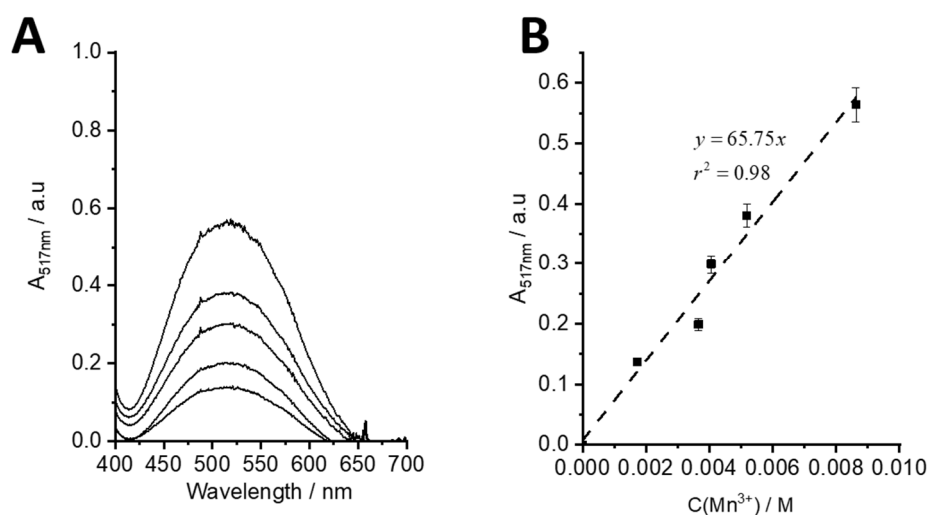 A
1.0
0.8
0.6
0.4
0.2
0.0
A517nm / a.u
400 450 500 550 600 650 700
Wavelength / nm
B
0.6
0.5
0.4
0.3
0.2
0.1
0.0
A517nm / a.u
y = 65.75x
r² = 0.98
0.000 0.002 0.004 0.006 0.008 0.010
C(Mn³⁺) / M